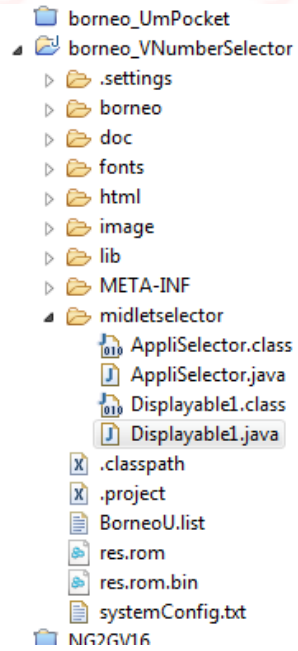 borneo_UmPocket
borneo_VNumberSelector
.settings
borneo
doc
fonts
html
image
lib
META-INF
midletselector
AppliSelector.class
AppliSelector.java
Displayable1.class
Displayable1.java
.classpath
.project
BorneoU.list
res.rom
res.rom.bin
systemConfig.txt
NG2GV16